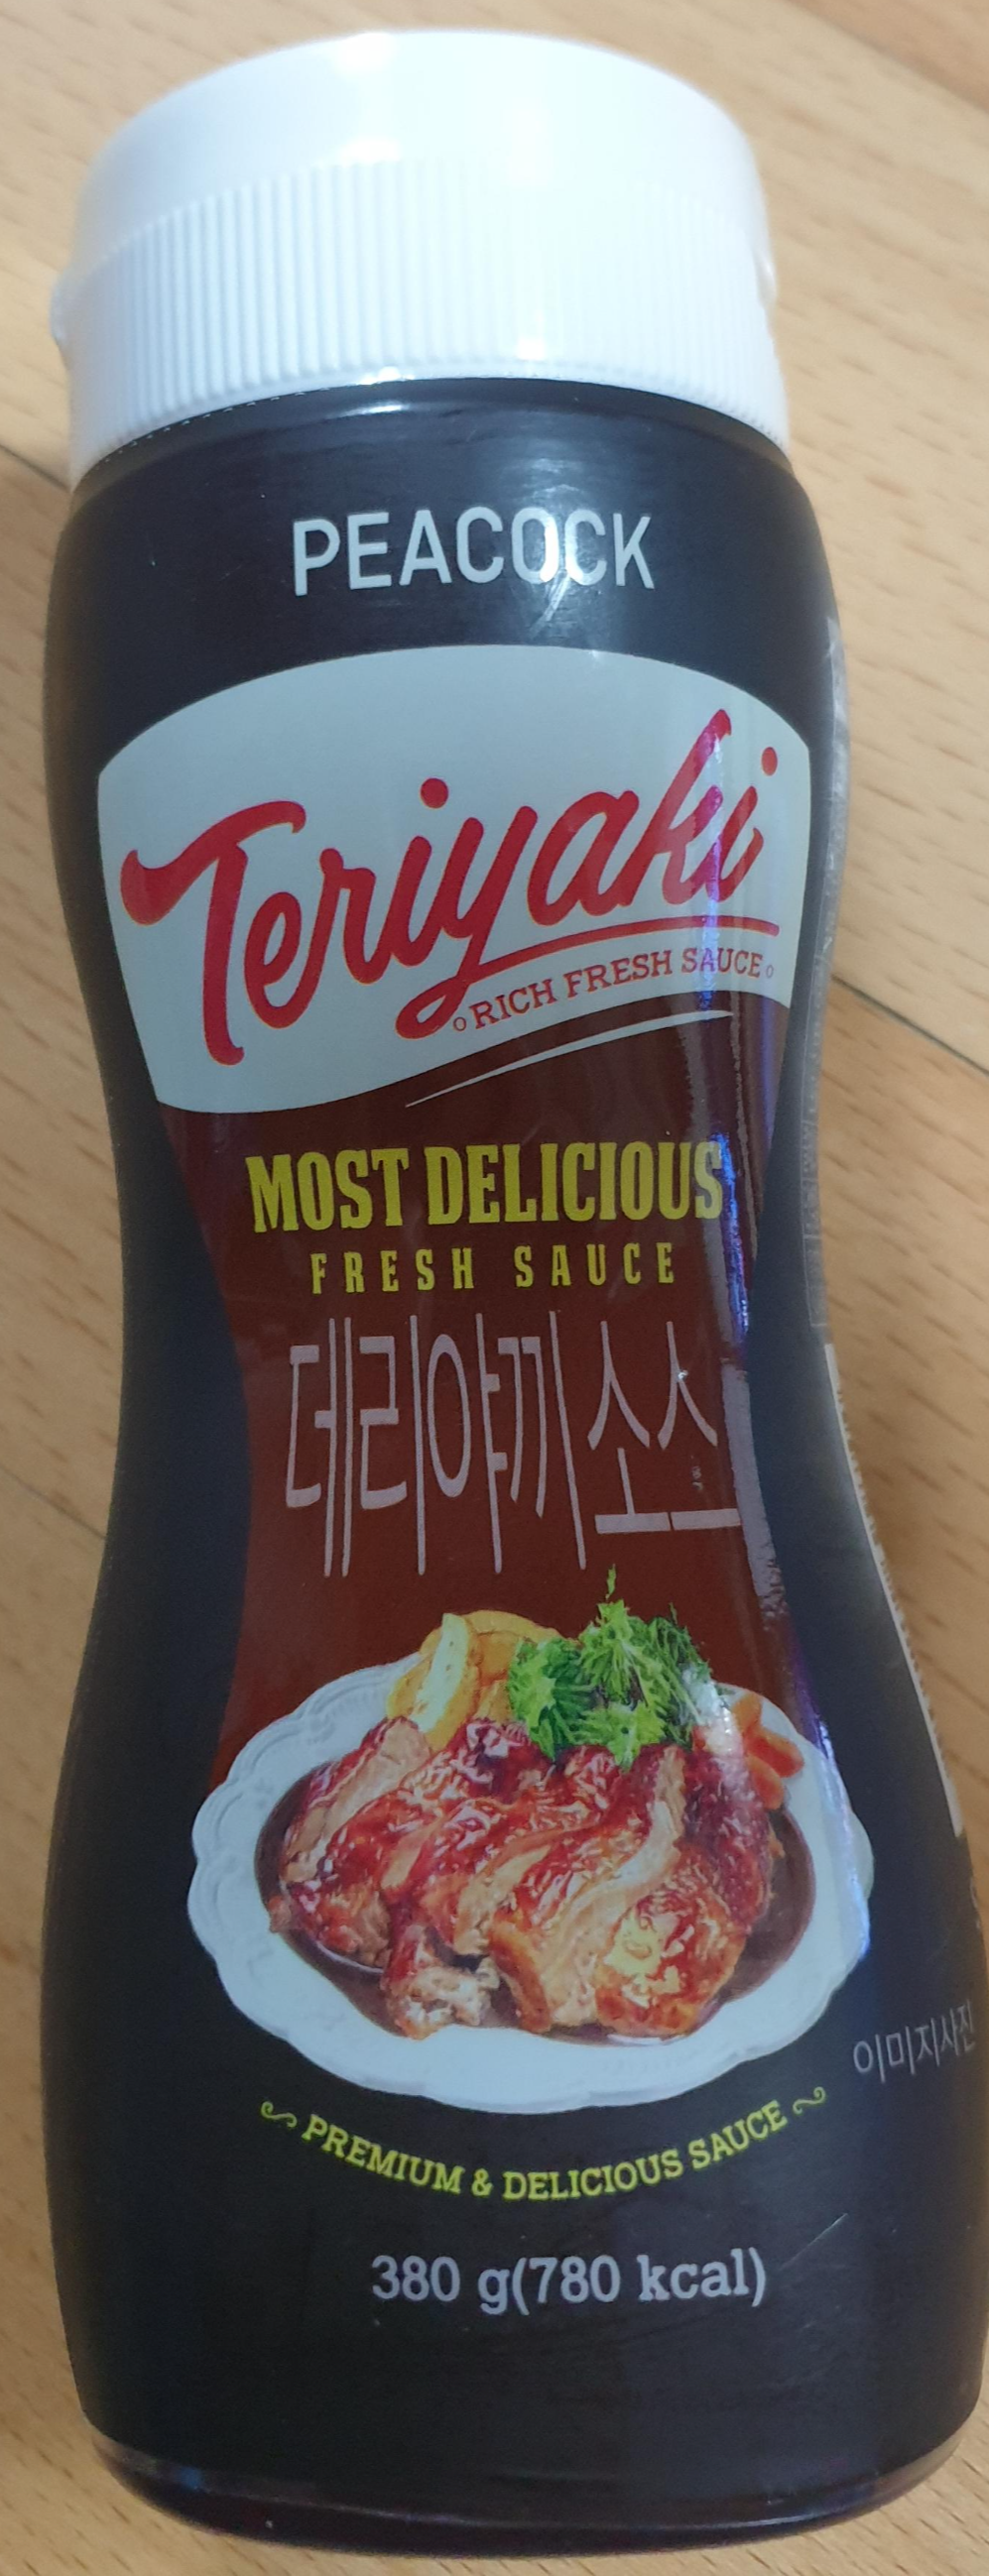 PEACOCK
Teriyaki
RICH FRESH SAUCE
MOST DELICIOUS
FRESH SAUCE
데리야끼 소스
이미지사진
PREMIUM & DELICIOUS SAUCE
380 g(780 kcal)